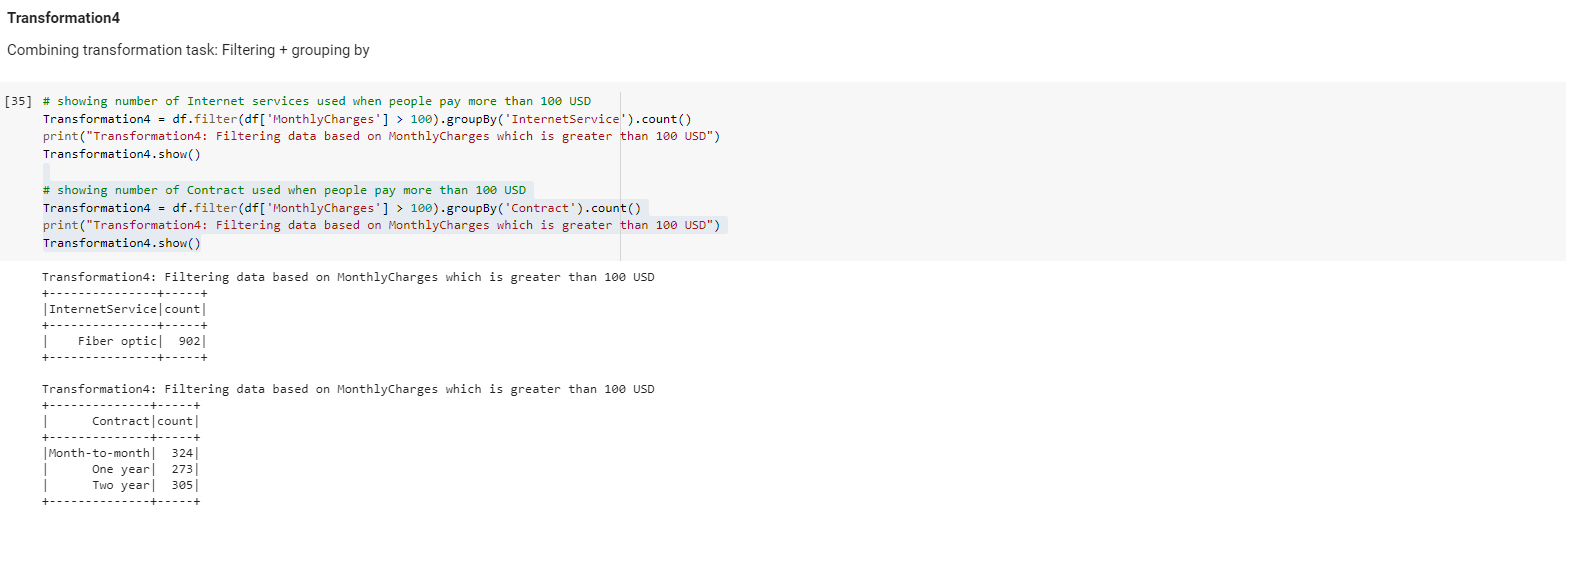 Transformation4
Combining transformation task: Filtering + grouping by
[35] # showing number of Internet services used when people pay more than 100 USD
Transformation4 = df.filter(df['MonthlyCharges'] > 100).groupBy('InternetService').count()
print("Transformation4: Filtering data based on MonthlyCharges which is greater than 100 USD")
Transformation4.show()
# showing number of Contract used when people pay more than 100 USD
Transformation4 = df.filter(df['MonthlyCharges'] > 100).groupBy('Contract').count()
print("Transformation4: Filtering data based on MonthlyCharges which is greater than 100 USD")
Transformation4.show()
Transformation4: Filtering data based on MonthlyCharges which is greater than 100 USD
+---------------+-----+
|InternetService|count|
+---------------+-----+
|    Fiber optic|  902|
+---------------+-----+
Transformation4: Filtering data based on MonthlyCharges which is greater than 100 USD
+--------------+-----+
|      Contract|count|
+--------------+-----+
|Month-to-month|  324|
|      One year|  273|
|      Two year|  305|
+--------------+-----+